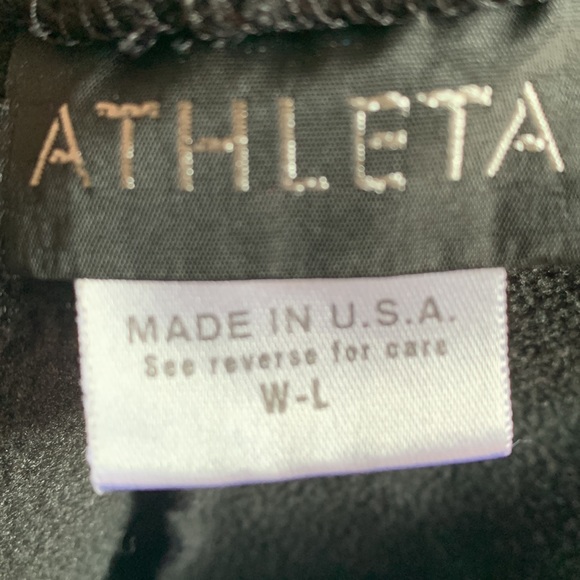 ATHLETA
MADE IN U.S.A.
See reverse for care
W-L